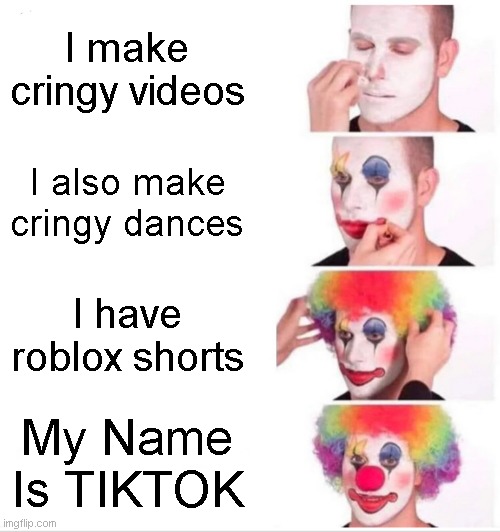 I make
cringy videos
I also make
cringy dances
I have
roblox shorts
My Name
Is TIKTOK
imgflip.com